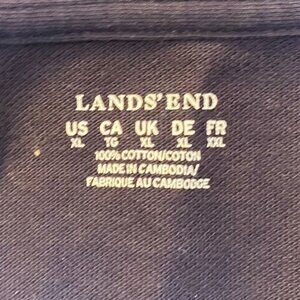 LANDS' END
US CA UK DE FR
XL TG XL XL XXL
100% COTTON/COTON
MADE IN CAMBODIA/
FABRIQUE AU CAMBODGE